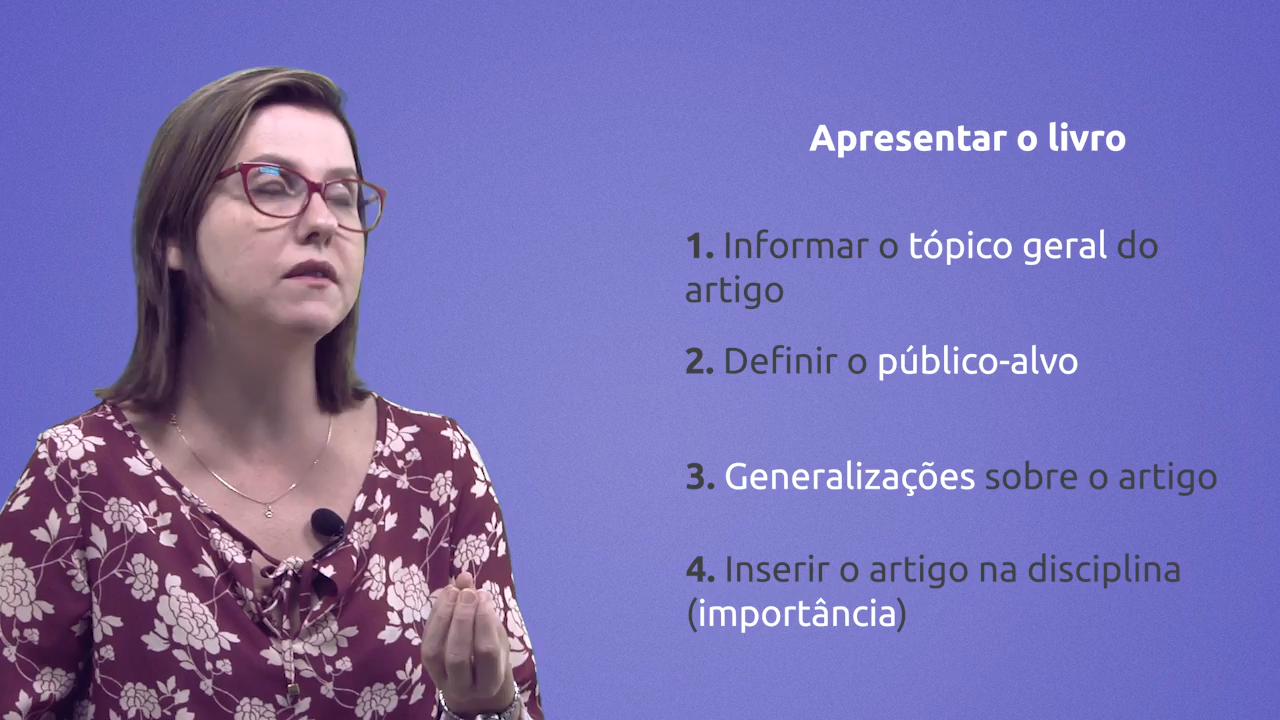 Apresentar o livro
1. Informar o tópico geral do
artigo
2. Definir o público-alvo
3. Generalizações sobre o artigo
4. Inserir o artigo na disciplina
(importância)